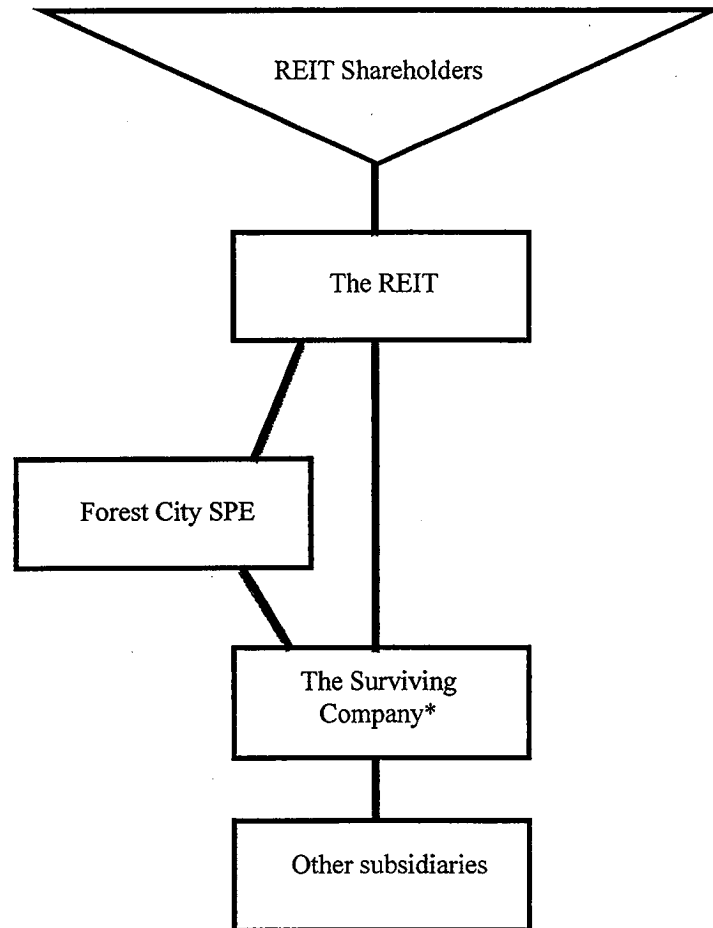 REIT Shareholders
The REIT
Forest City SPE
The Surviving
Company*
Other subsidiaries